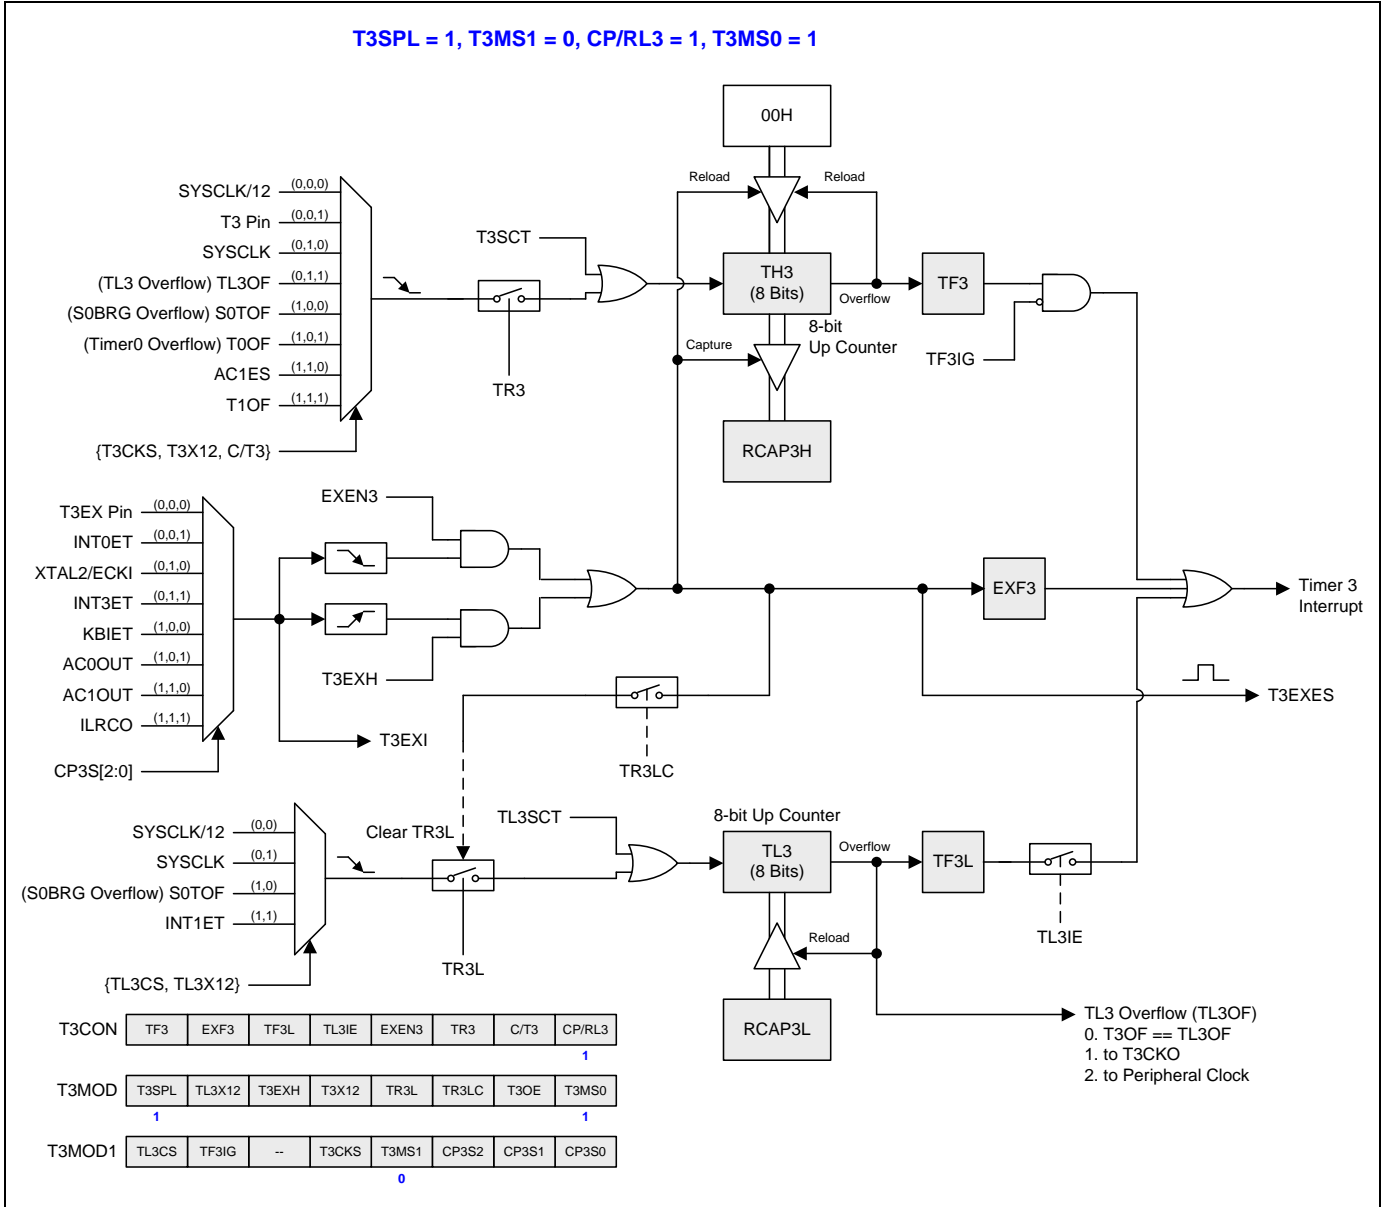 T3SPL = 1, T3MS1 = 0, CP/RL3 = 1, T3MS0 = 1
00H
Reload
Reload
SYSCLK/12 (0,0,0)
T3 Pin (0,0,1)
SYSCLK (0,1,0)
(TL3 Overflow) TL3OF (0,1,1)
(S0BRG Overflow) S0TOF (1,0,0)
(Timer0 Overflow) T0OF (1,0,1)
AC1ES (1,1,0)
T1OF (1,1,1)
{T3CKS, T3X12, C/T3}
TR3
T3SCT
TH3
(8 Bits)
Overflow
8-bit
Up Counter
TF3
TF3IG
Capture
RCAP3H
T3EX Pin (0,0,0)
INT0ET (0,0,1)
XTAL2/ECKI (0,1,0)
INT3ET (0,1,1)
KBIET (1,0,0)
AC0OUT (1,0,1)
AC1OUT (1,1,0)
ILRCO (1,1,1)
CP3S[2:0]
EXEN3
T3EXH
T3EXI
EXF3
Timer 3
Interrupt
T3EXES
TR3LC
SYSCLK/12 (0,0)
SYSCLK (0,1)
(S0BRG Overflow) S0TOF (1,0)
INT1ET (1,1)
{TL3CS, TL3X12}
Clear TR3L
TR3L
TL3SCT
8-bit Up Counter
TL3
(8 Bits)
Overflow
TF3L
TL3IE
Reload
RCAP3L
TL3 Overflow (TL3OF)
0. T3OF == TL3OF
1. to T3CKO
2. to Peripheral Clock
T3CON TF3 EXF3 TF3L TL3IE EXEN3 TR3 C/T3 CP/RL3
1
T3MOD T3SPL TL3X12 T3EXH T3X12 TR3L TR3LC T3OE T3MS0
1 1
T3MOD1 TL3CS TF3IG -- T3CKS T3MS1 CP3S2 CP3S1 CP3S0
0